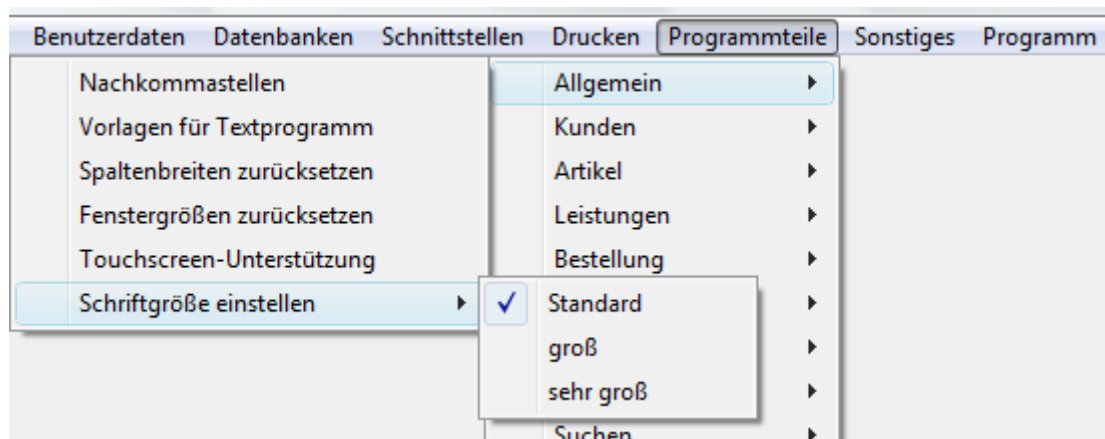 Benutzerdaten Datenbanken Schnittstellen Drucken Programmteile Sonstiges Programm
Nachkommastellen
Vorlagen für Textprogramm
Spaltenbreiten zurücksetzen
Fenstergrößen zurücksetzen
Touchscreen-Unterstützung
Schriftgröße einstellen
Allgemein
Kunden
Artikel
Leistungen
Bestellung
Standard
groß
sehr groß
Suchen